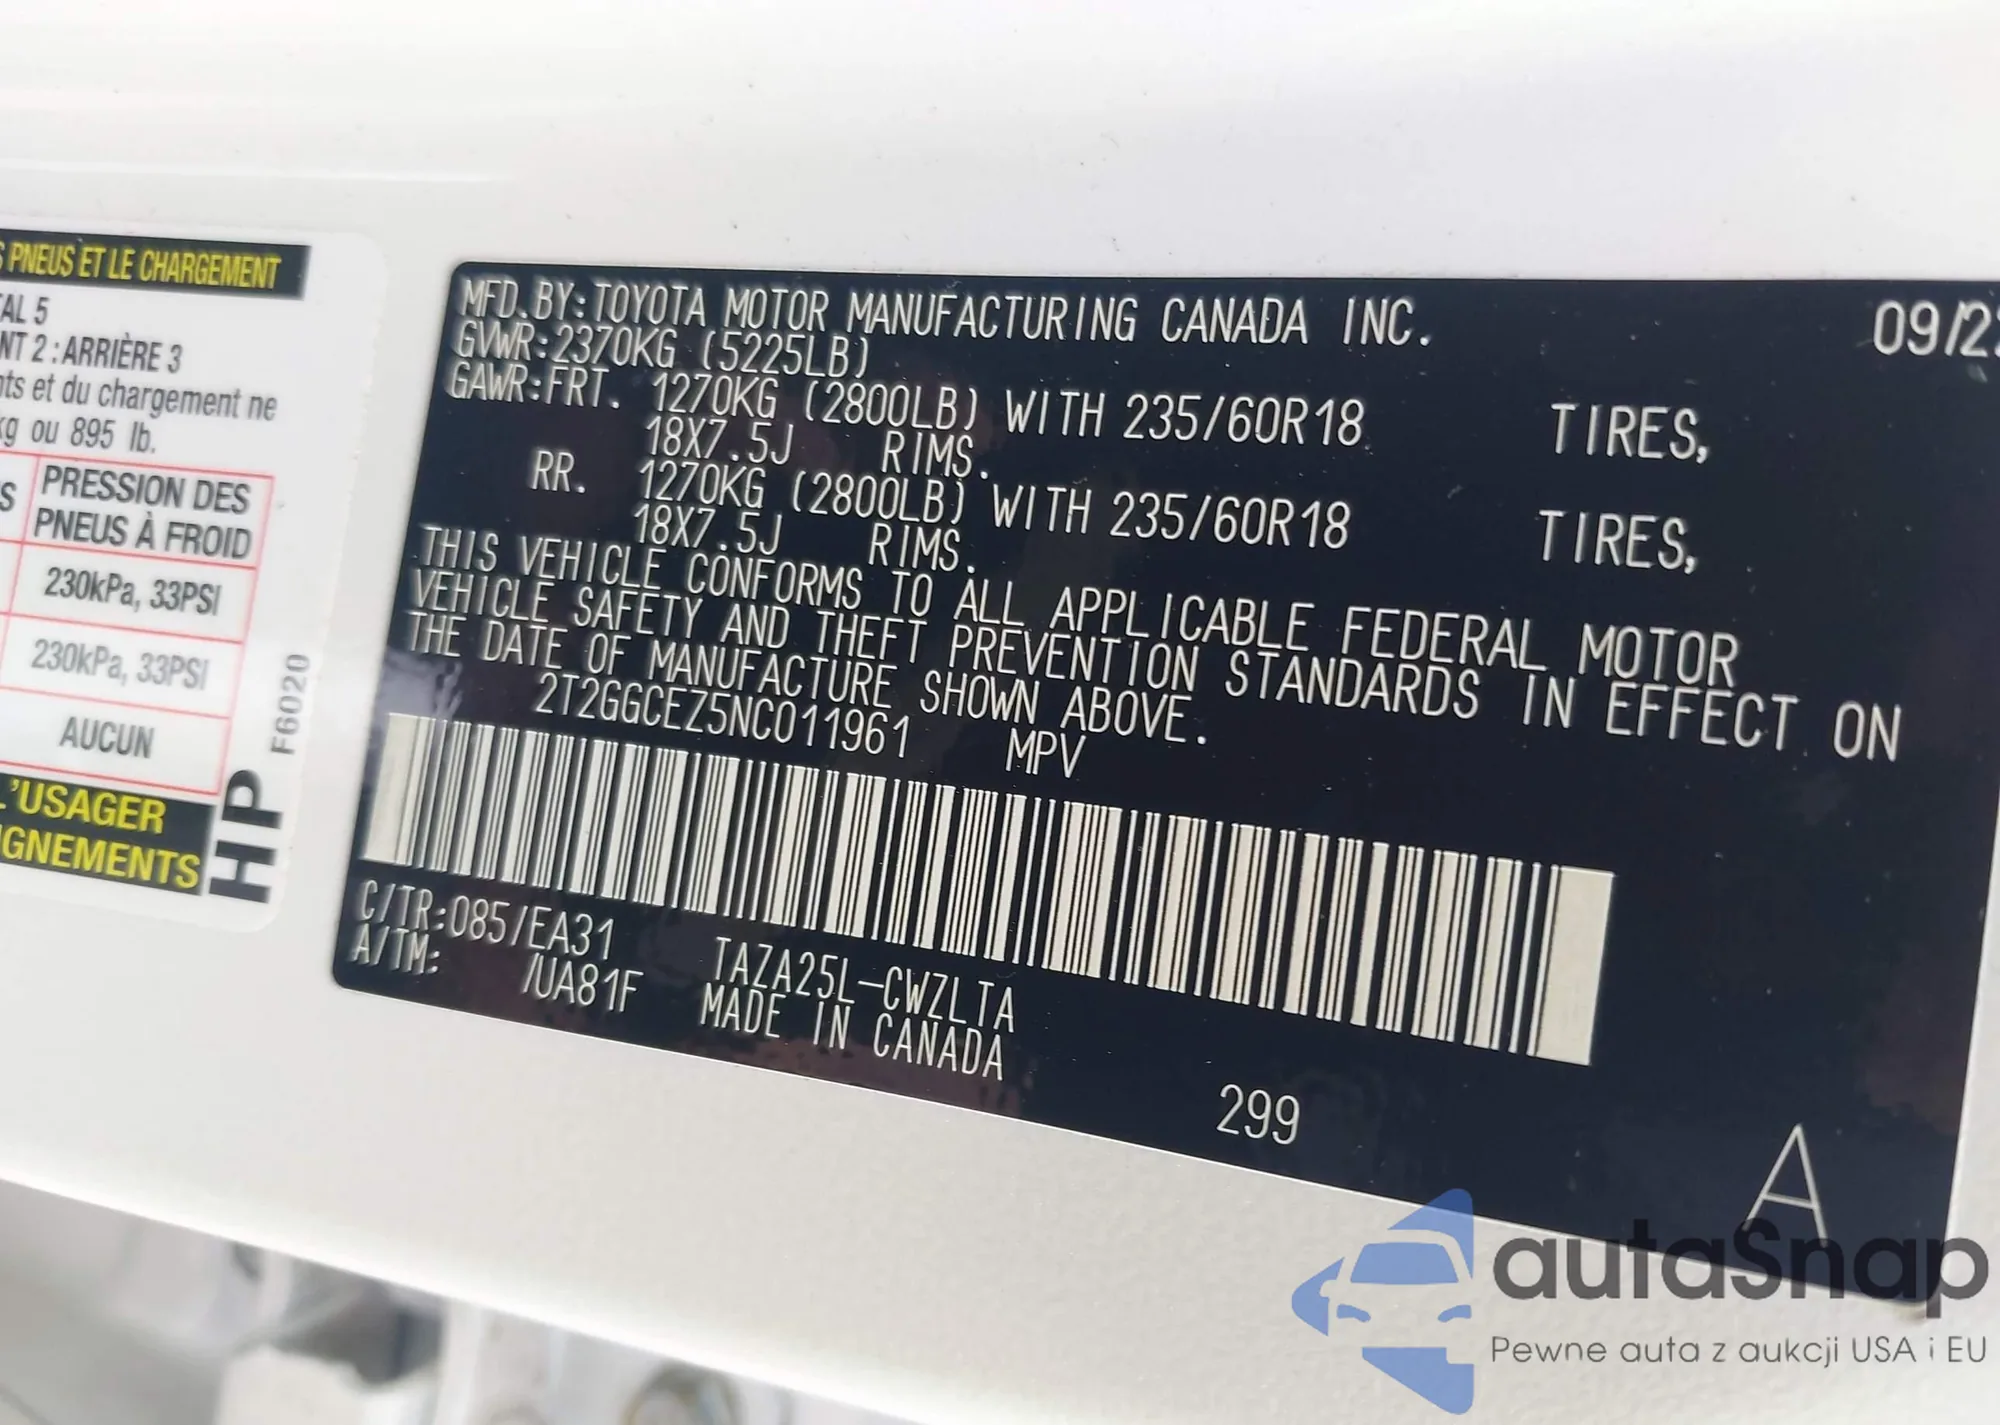 PNEUS ET LE CHARGEMENT
AL 5
NT 2 : ARRIÈRE 3
nts et du chargement ne
kg ou 895 lb.
PRESSION DES
PNEUS À FROID
230kPa, 33PSI
230kPa, 33PSI
AUCUN
L'USAGER
IGNEMENTS
HP
F6020
MFD.BY:TOYOTA MOTOR MANUFACTURING CANADA INC. 09/22
GVWR:2370KG (5225LB)
GAWR:FRT. 1270KG (2800LB) WITH 235/60R18 TIRES,
18X7.5J RIMS.
RR. 1270KG (2800LB) WITH 235/60R18 TIRES,
18X7.5J RIMS.
THIS VEHICLE CONFORMS TO ALL APPLICABLE FEDERAL MOTOR
VEHICLE SAFETY AND THEFT PREVENTION STANDARDS IN EFFECT ON
THE DATE OF MANUFACTURE SHOWN ABOVE.
2T2GGCEZ5NC011961 MPV
C/TR:085/EA31 TAZA25L-CWZLTA
A/TM: /UA81F MADE IN CANADA
299
A
autaSnap
Pewne auta z aukcji USA i EU